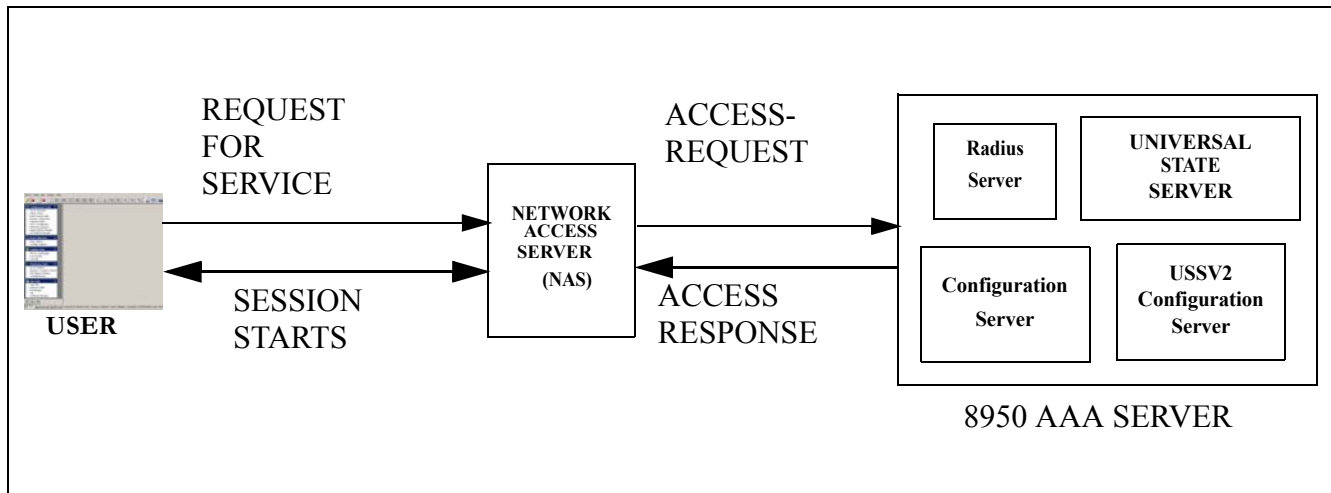 REQUEST
FOR
SERVICE
ACCESS-
REQUEST
Radius
Server
UNIVERSAL
STATE
SERVER
NETWORK
ACCESS
SERVER
(NAS)
USER
SESSION
STARTS
ACCESS
RESPONSE
Configuration
Server
USSV2
Configuration
Server
8950 AAA SERVER